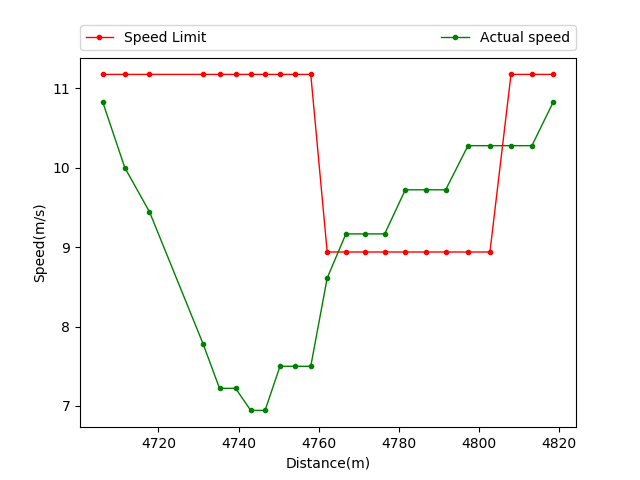 Speed Limit
Actual speed
11
10
9
8
7
Speed(m/s)
4720
4740
4760
4780
4800
4820
Distance(m)